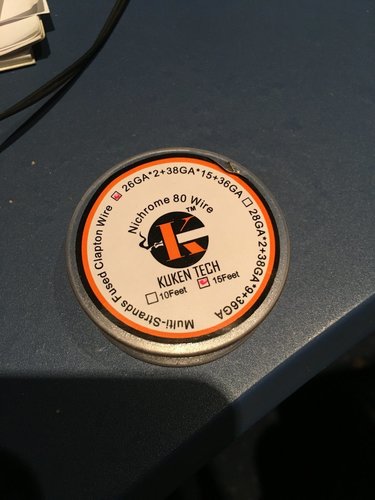 26GA*2+38GA*15+36GA
28GA*2+38GA*9+36GA
Multi-Strands Fused Clapton Wire
Nichrome 80 Wire
TM
K
KUKEN TECH
10Feet
15Feet